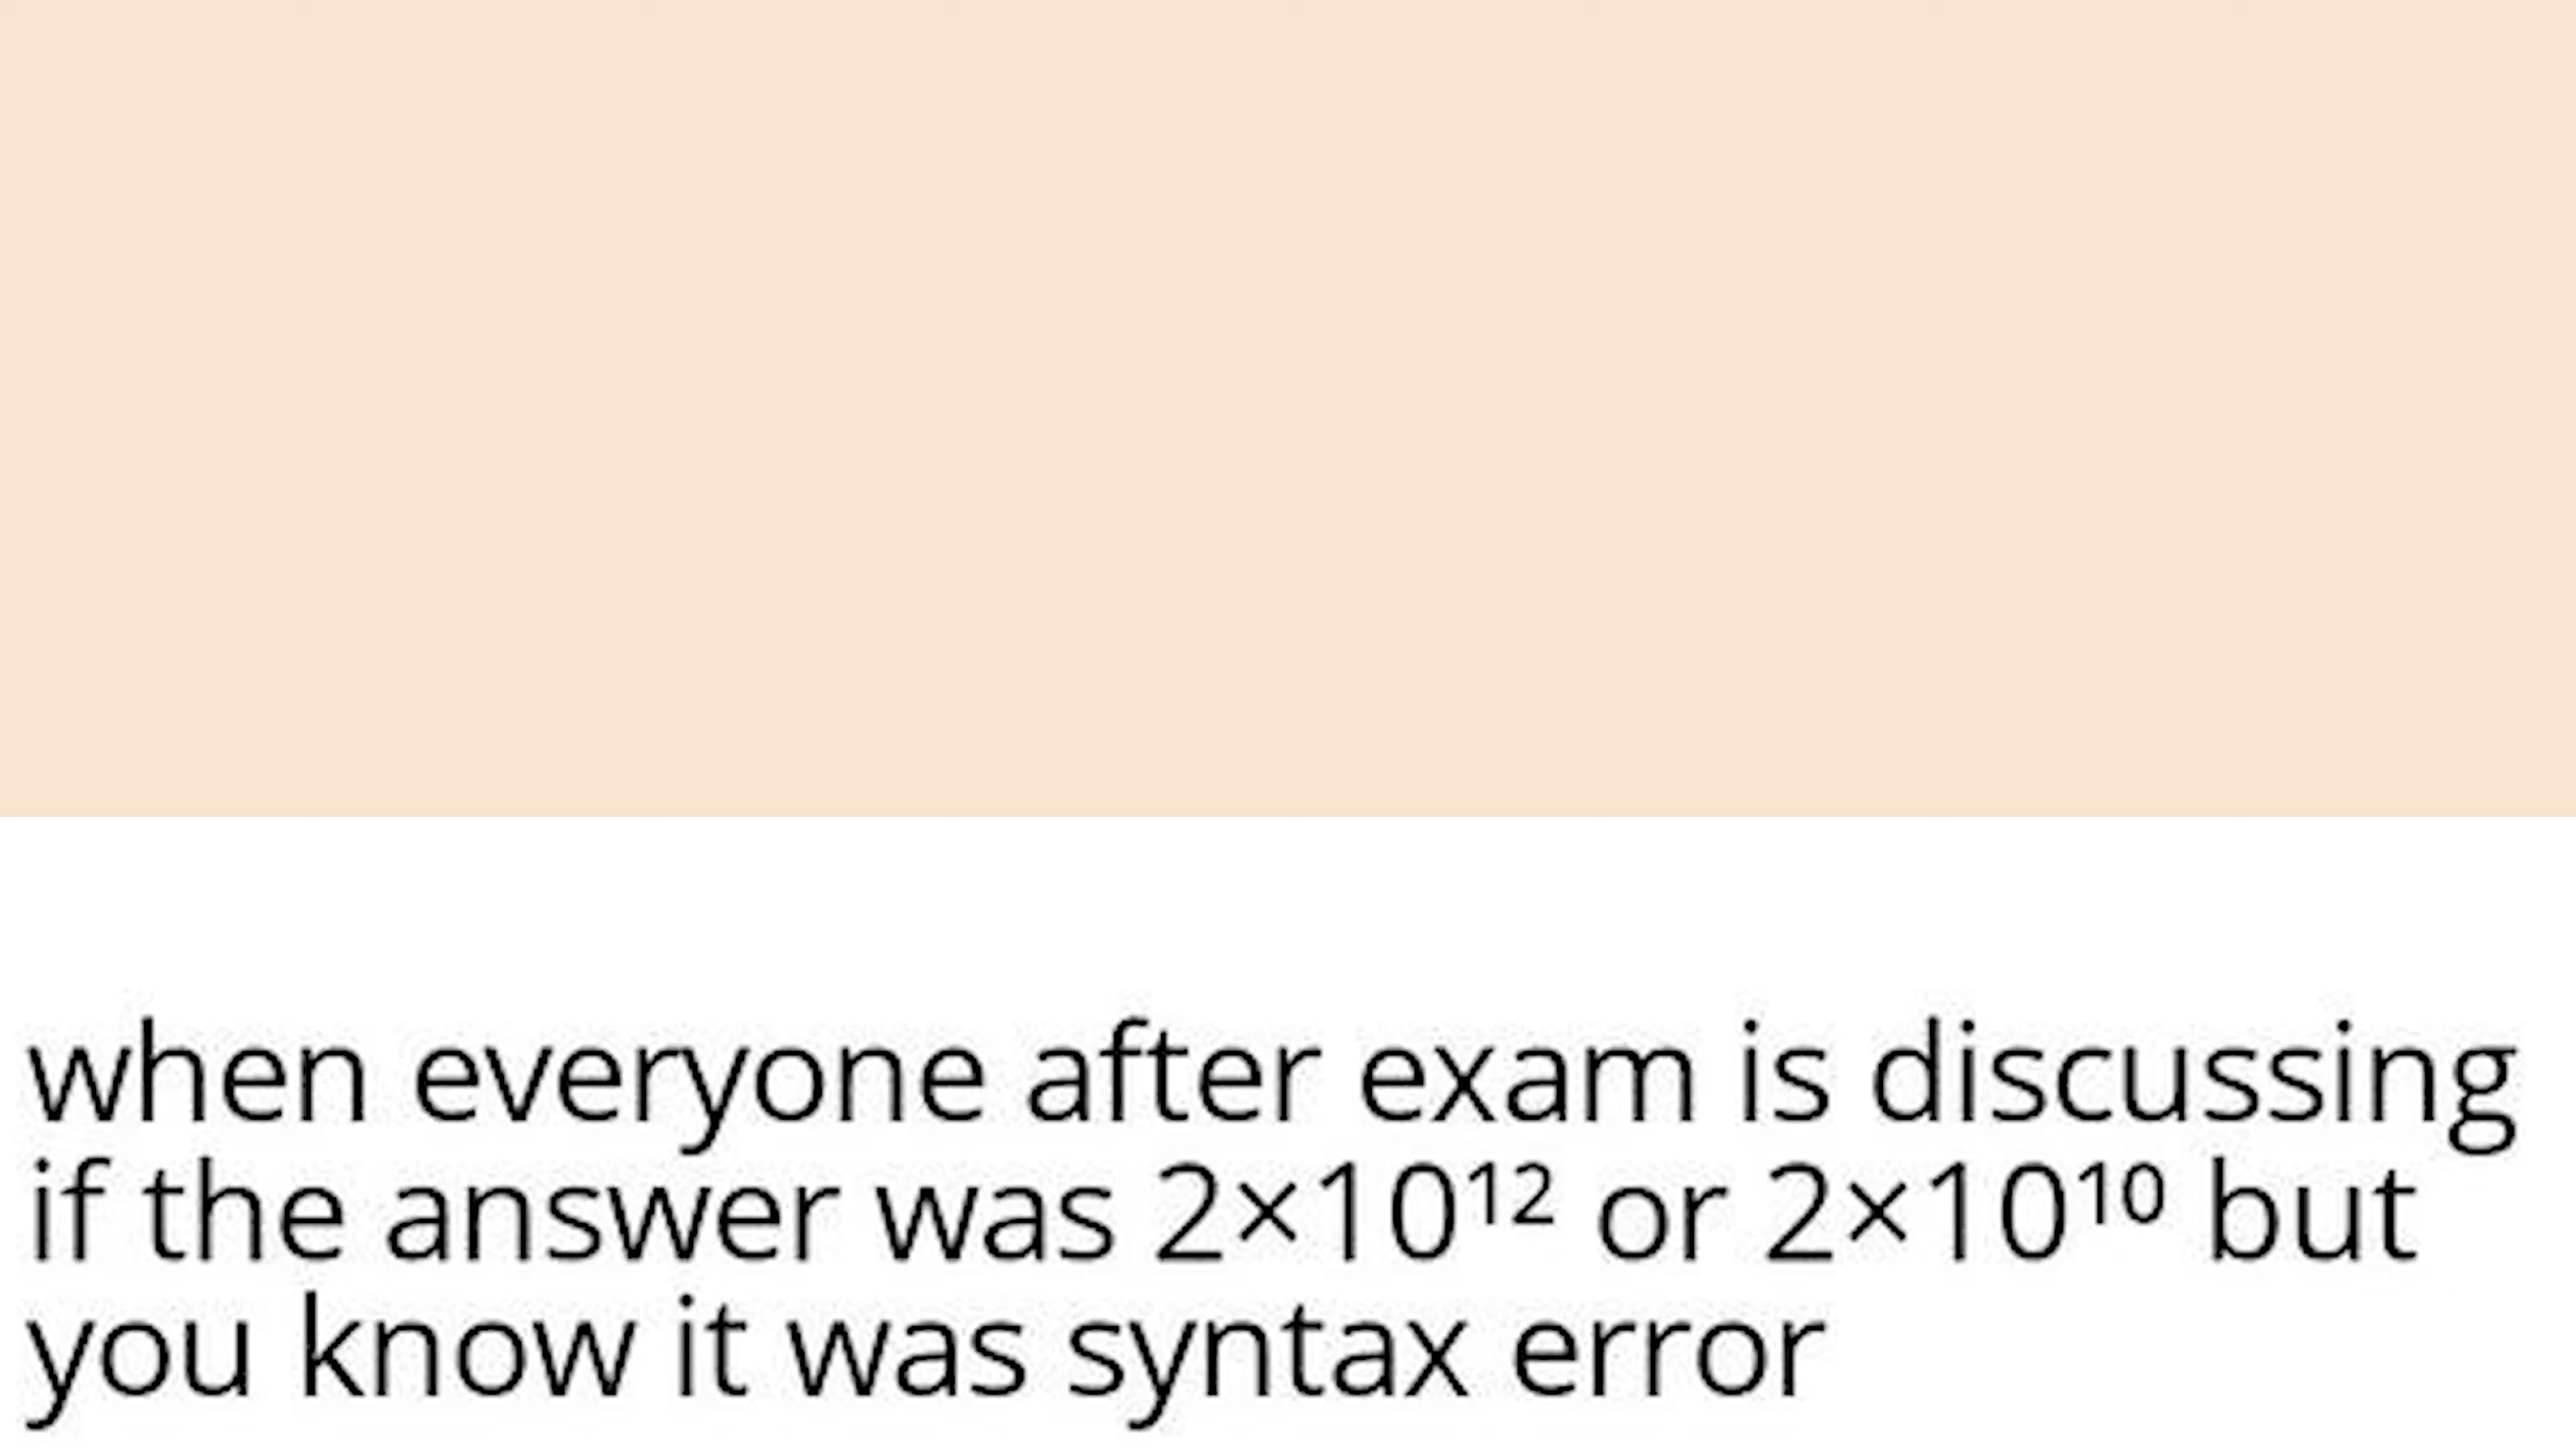 when everyone after exam is discussing
if the answer was 2×10¹² or 2×10¹⁰ but
you know it was syntax error